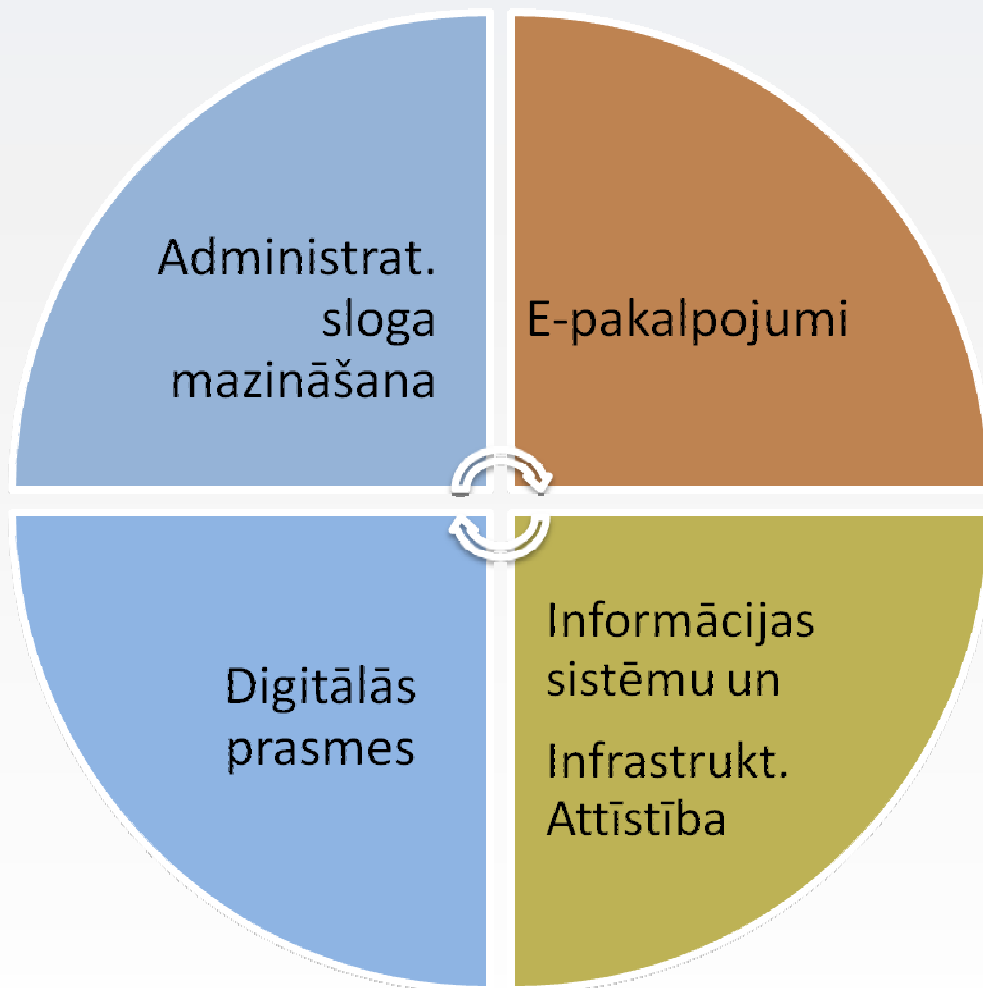 Administrat.
sloga
mazināšana
E-pakalpojumi
Digitālās
prasmes
Informācijas
sistēmu un
Infrastrukt.
Attīstība